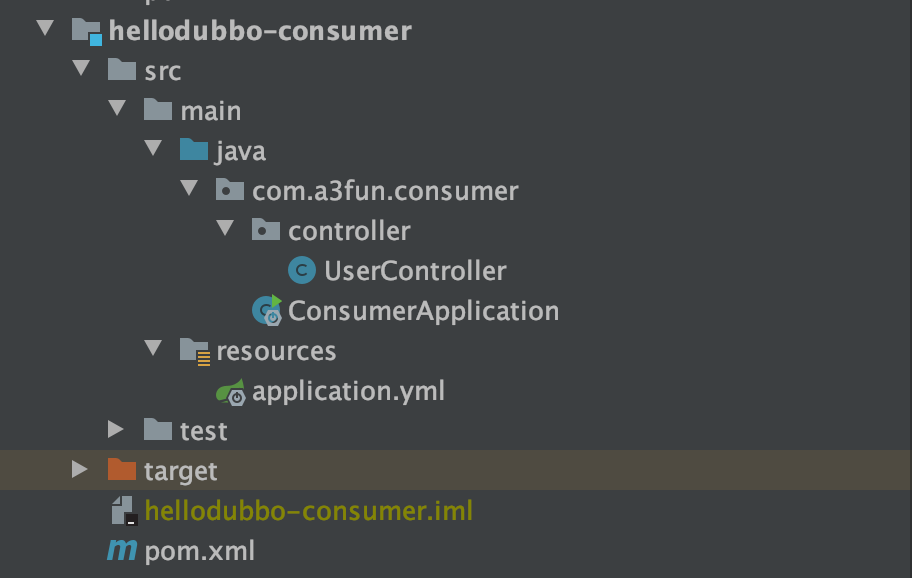 hellodubbo-consumer
src
main
java
com.a3fun.consumer
controller
UserController
ConsumerApplication
resources
application.yml
test
target
hellodubbo-consumer.iml
pom.xml